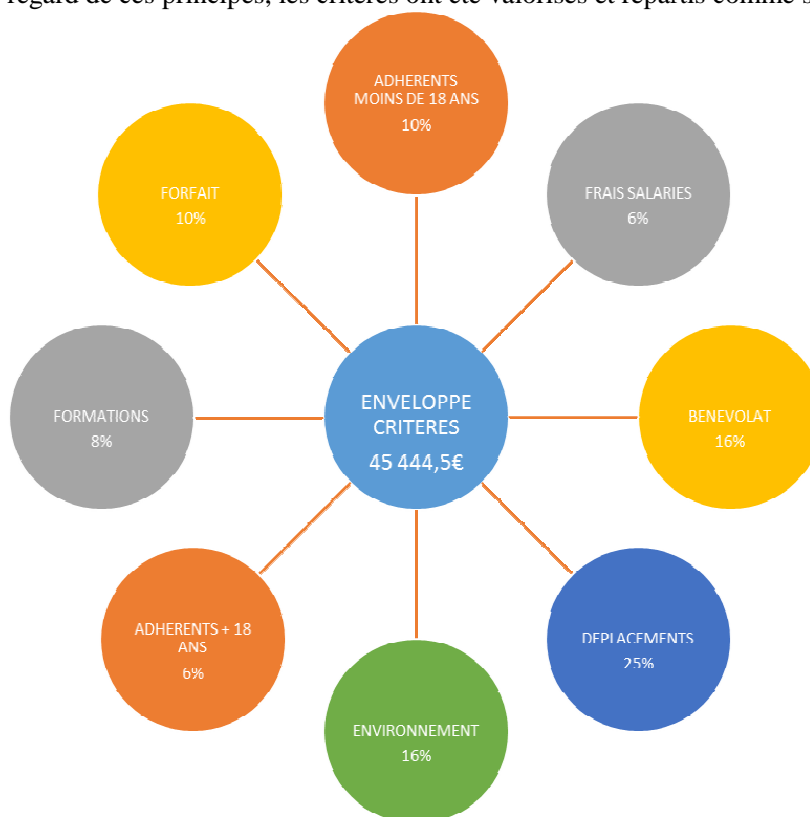 regard de ces principes, les critères ont été valorisés et répartis comme s
ADHERENTS
MOINS DE 18 ANS
10%
FORFAIT
10%
FRAIS SALARIES
6%
FORMATIONS
8%
ENVELOPPE
CRITERES
45 444,5€
BENEVOLAT
16%
ADHERENTS + 18
ANS
6%
DEPLACEMENTS
25%
ENVIRONNEMENT
16%